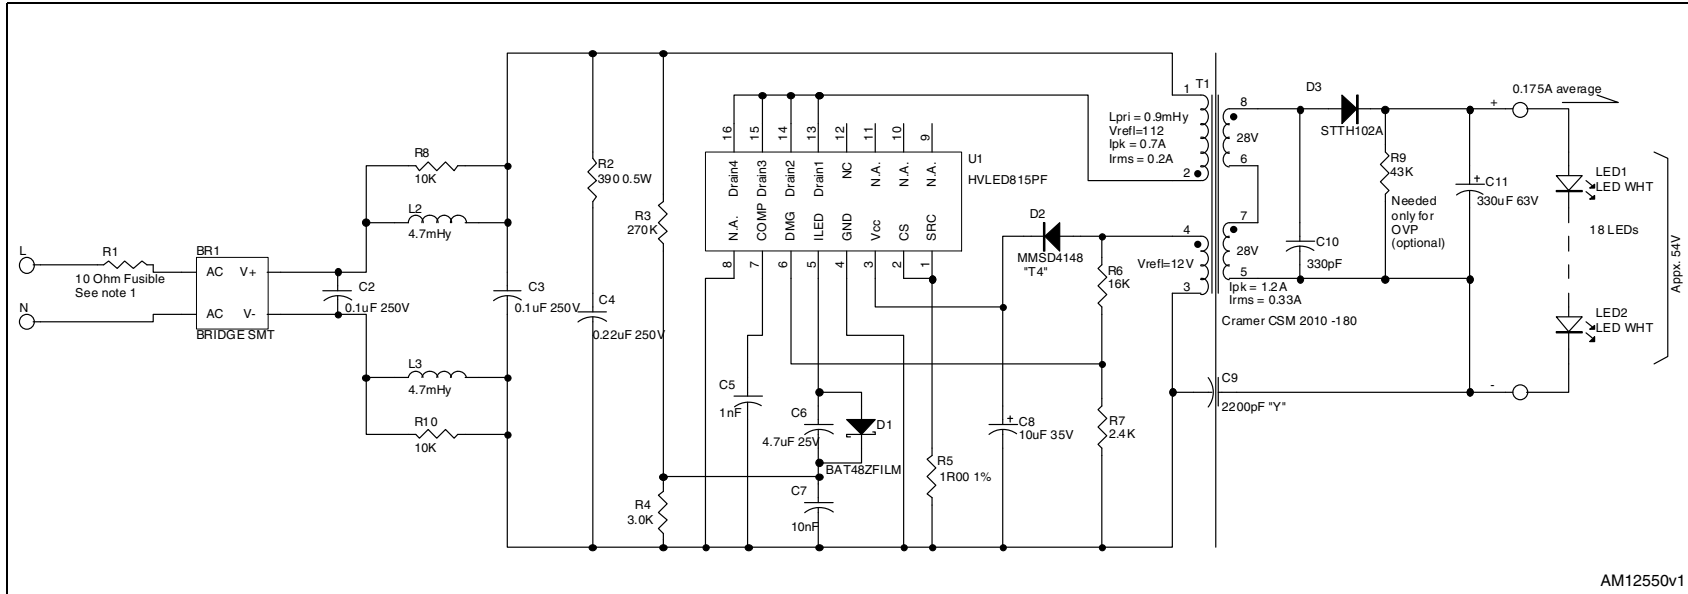 L
N
R1
10 Ohm Fusible
See note 1
BR1
AC V+
AC V-
BRIDGE SMT
C2
0.1uF 250V
R8
10K
L2
4.7mHy
L3
4.7mHy
R10
10K
C3
0.1uF 250V
R2
390 0.5W
C4
0.22uF 250V
R3
270K
R4
3.0K
16 15 14 13 12 11 10 9
Drain4 Drain3 Drain2 Drain1 NC N.A. N.A. N.A.
N.A. COMP DMG ILED GND Vcc CS SRC
8 7 6 5 4 3 2 1
U1
HVLED815PF
C5
1nF
C6
4.7uF 25V
D1
BAT48ZFILM
C7
10nF
R5
1R00 1%
D2
MMSD4148
"T4"
C8
+
10uF 35V
R6
16K
R7
2.4K
Lpri = 0.9mHy
Vrefl=112
Ipk = 0.7A
Irms = 0.2A
1
T1
2
4
Vrefl=12V
3
8
28V
6
7
28V
5
Ipk = 1.2A
Irms = 0.33A
Cramer CSM 2010 -180
C9
2200pF "Y"
D3
STTH102A
C10
330pF
R9
43K
Needed
only for
OVP
(optional)
+
C11
330uF 63V
+
0.175A average
LED1
LED WHT
18 LEDs
LED2
LED WHT
-
Appx. 54V
AM12550v1